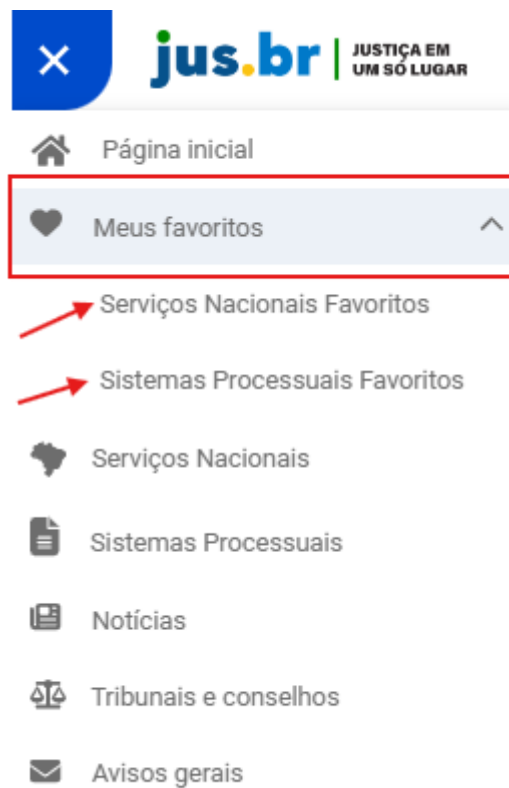 jus.br
JUSTIÇA EM
UM SÓ LUGAR
Página inicial
Meus favoritos
Serviços Nacionais Favoritos
Sistemas Processuais Favoritos
Serviços Nacionais
Sistemas Processuais
Notícias
Tribunais e conselhos
Avisos gerais